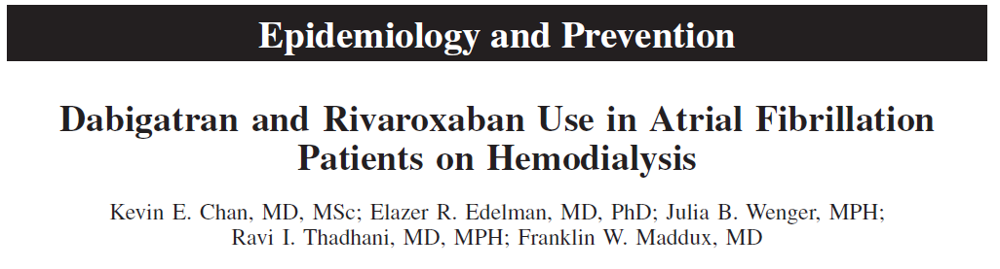 Epidemiology and Prevention
Dabigatran and Rivaroxaban Use in Atrial Fibrillation
Patients on Hemodialysis
Kevin E. Chan, MD, MSc; Elazer R. Edelman, MD, PhD; Julia B. Wenger, MPH;
Ravi I. Thadhani, MD, MPH; Franklin W. Maddux, MD